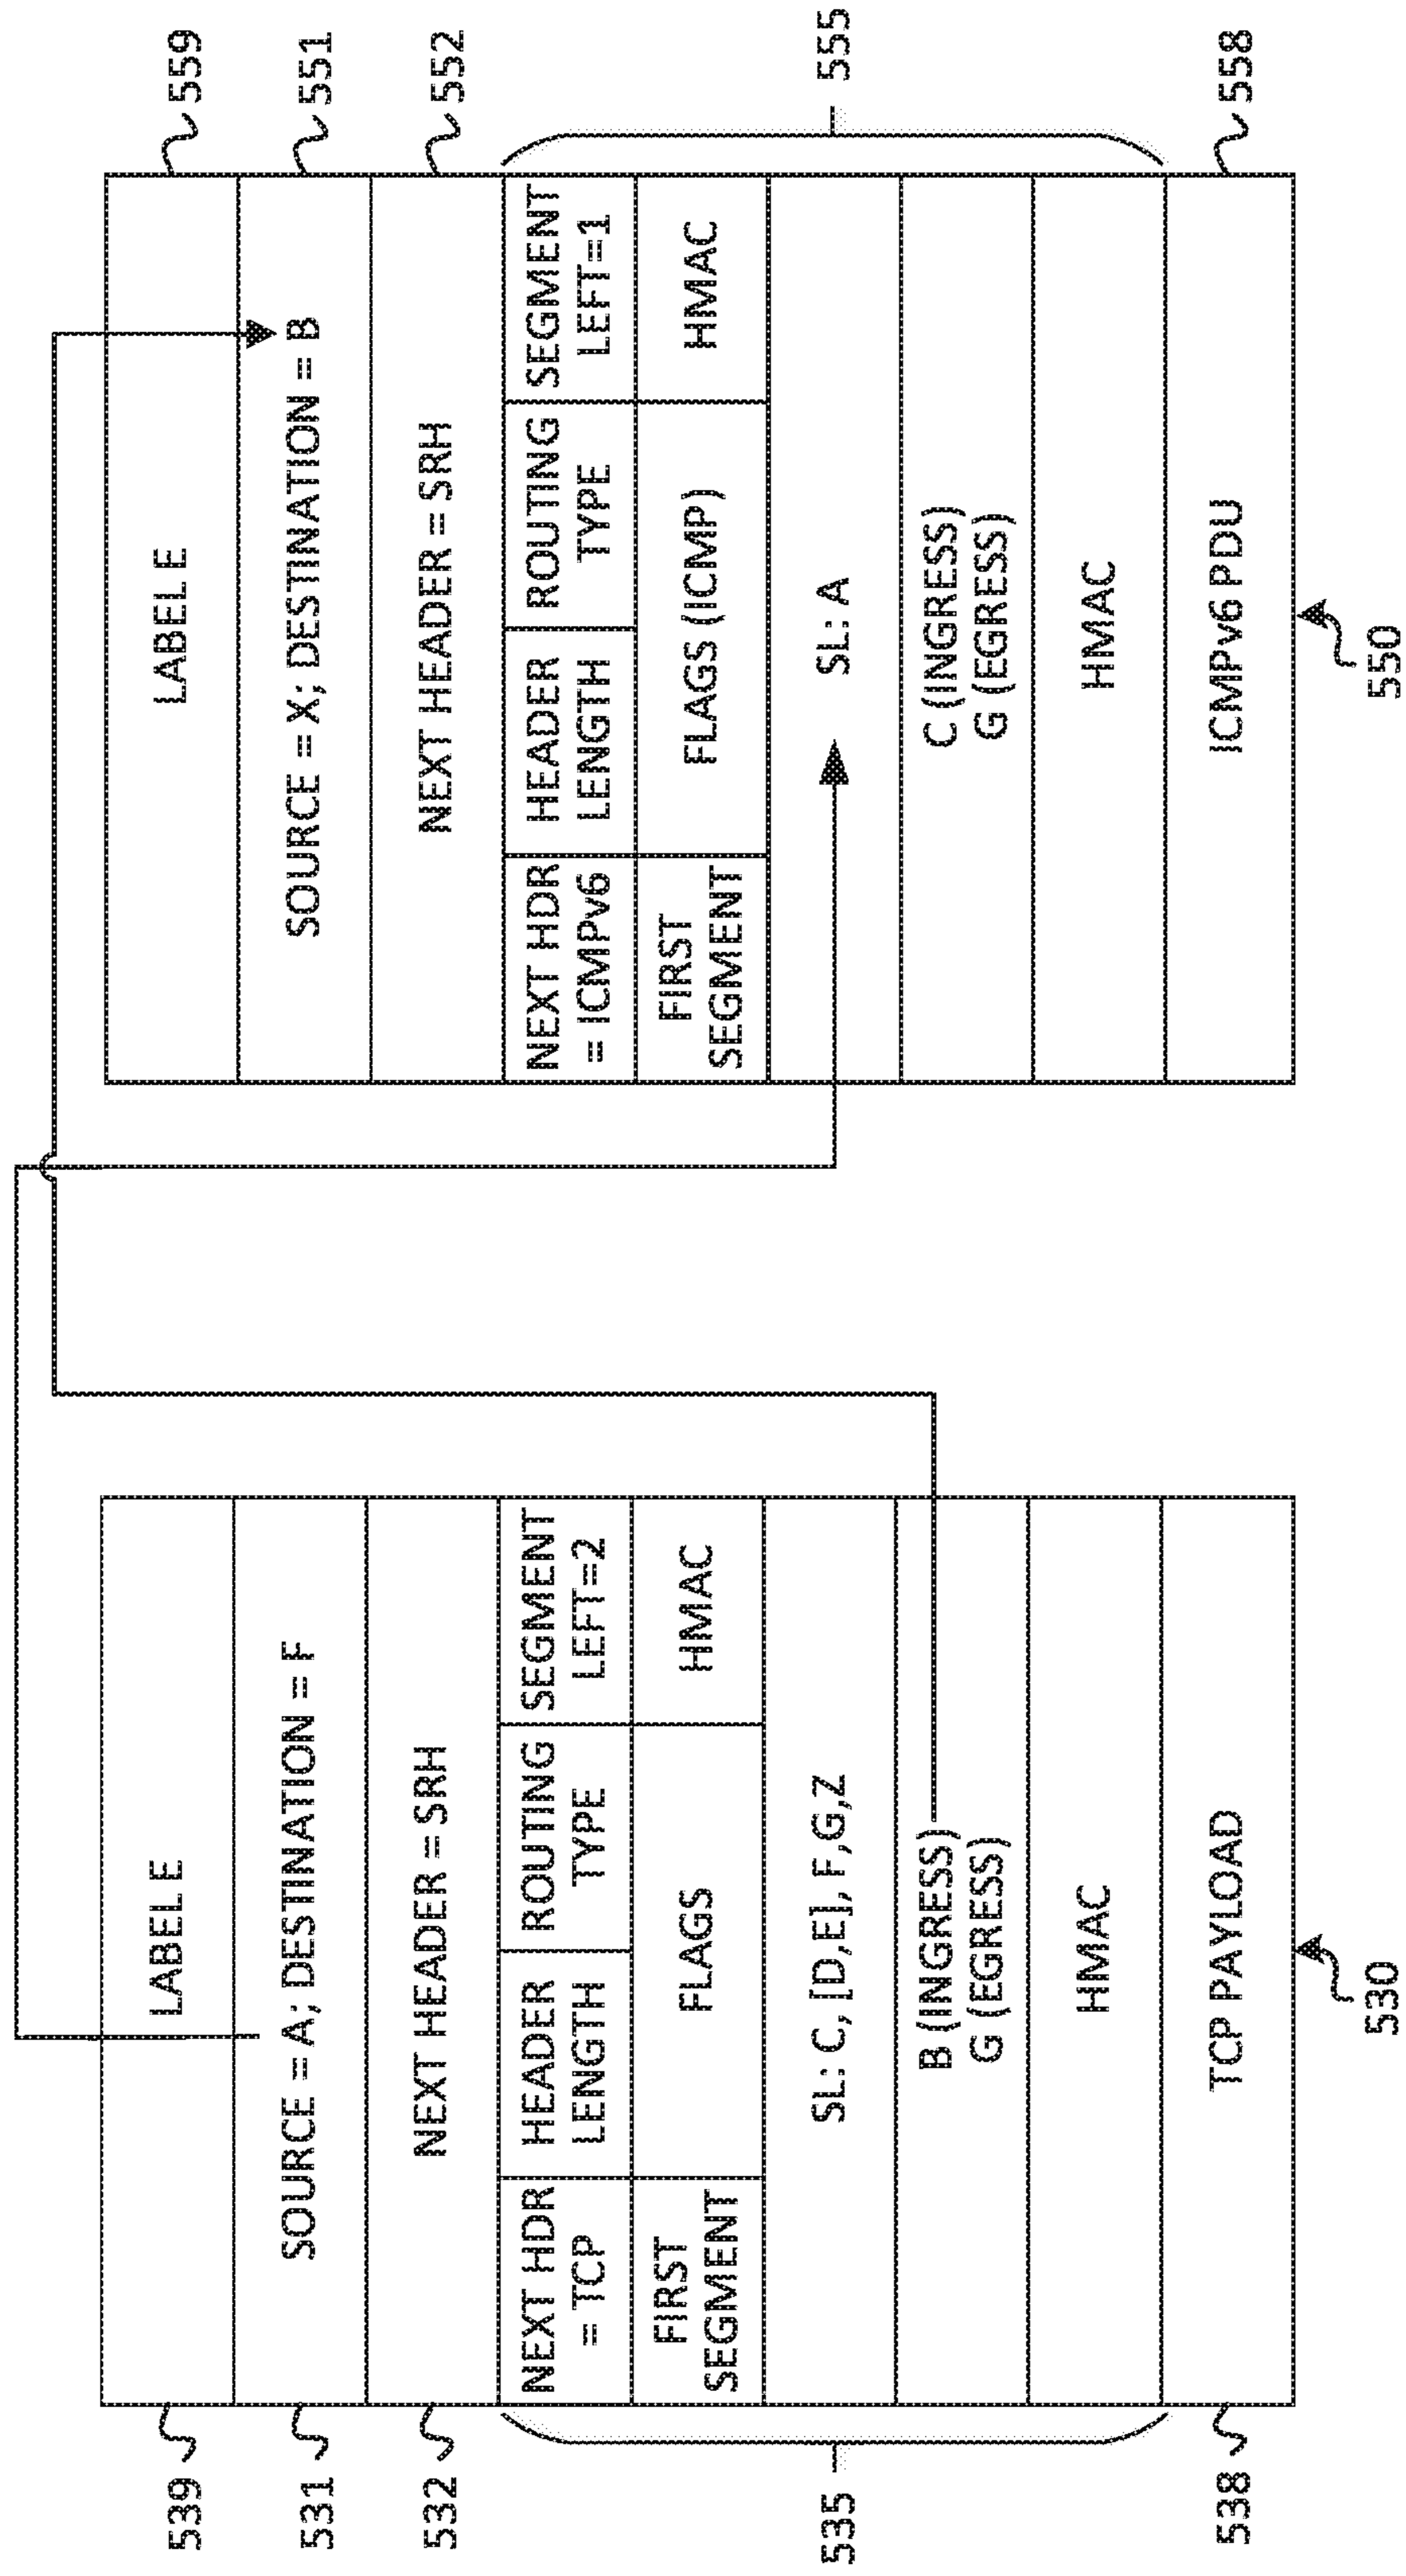 539
531
532
535
538
LABEL E
SOURCE = A; DESTINATION = F
NEXT HEADER = SRH
NEXT HDR
= TCP
HEADER
LENGTH
ROUTING
TYPE
SEGMENT
LEFT=2
FIRST
SEGMENT
FLAGS
HMAC
SL: C, [D,E], F,G,Z
B (INGRESS)
G (EGRESS)
HMAC
TCP PAYLOAD
530
LABEL E
SOURCE = X; DESTINATION = B
NEXT HEADER = SRH
NEXT HDR
= ICMPv6
HEADER
LENGTH
ROUTING
TYPE
SEGMENT
LEFT=1
FIRST
SEGMENT
FLAGS (ICMP)
HMAC
SL: A
C (INGRESS)
G (EGRESS)
HMAC
ICMPv6 PDU
550
559
551
552
555
558